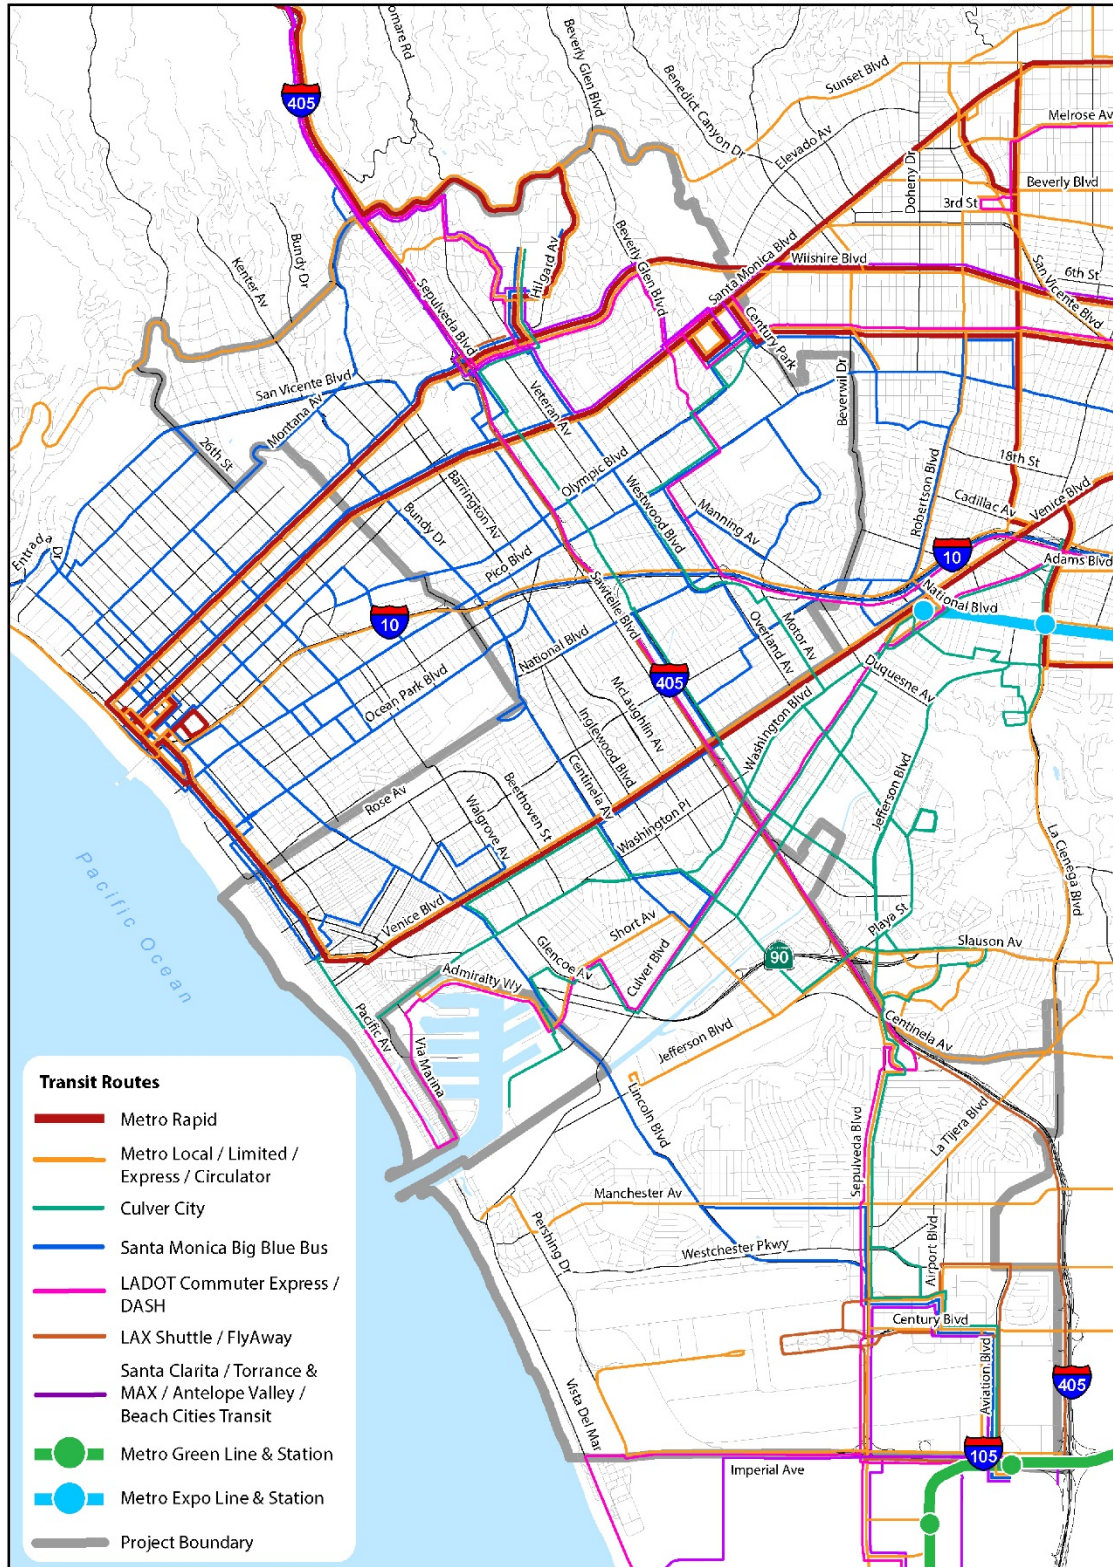 omare Rd
Beverly Glen Blvd
Benedict Canyon Dr
Sunset Blvd
405
Melrose Av
Elevado Av
Doheny Dr
Beverly Blvd
3rd St
Bundy Dr
Kenter Av
Hilgard Av
Beverly Glen Blvd
Santa Monica Blvd
Wilshire Blvd
6th St
San Vicente Blvd
Sepulveda Blvd
Century Park
San Vicente Blvd
Montana Av
26th St
Veteran Av
Beverwil Dr
Olympic Blvd
18th St
Barrington Av
Bundy Dr
Westwood Blvd
Manning Av
Robertson Blvd
Cadillac Av
Venice Blvd
Entrada Dr
Pico Blvd
10
Adams Blvd
Sawtelle Blvd
National Blvd
10
National Blvd
Overland Av
Motor Av
Duquesne Av
405
Ocean Park Blvd
McLaughlin Av
Inglewood Blvd
Washington Blvd
Centinela Av
Jefferson Blvd
Rose Av
Walgrove Av
Beethoven St
Washington Pl
La Cienega Blvd
Pacific Ocean
Venice Blvd
Short Av
Playa St
Slauson Av
90
Glencoe Av
Culver Blvd
Admiralty Wy
Pacific Av
Via Marina
Jefferson Blvd
Centinela Av
Lincoln Blvd
La Tijera Blvd
Sepulveda Blvd
Manchester Av
Pershing Dr
Westchester Pkwy
Airport Blvd
Century Blvd
Aviation Blvd
Vista Del Mar
405
105
Imperial Ave
Transit Routes
Metro Rapid
Metro Local / Limited /
Express / Circulator
Culver City
Santa Monica Big Blue Bus
LADOT Commuter Express /
DASH
LAX Shuttle / FlyAway
Santa Clarita / Torrance &
MAX / Antelope Valley /
Beach Cities Transit
Metro Green Line & Station
Metro Expo Line & Station
Project Boundary